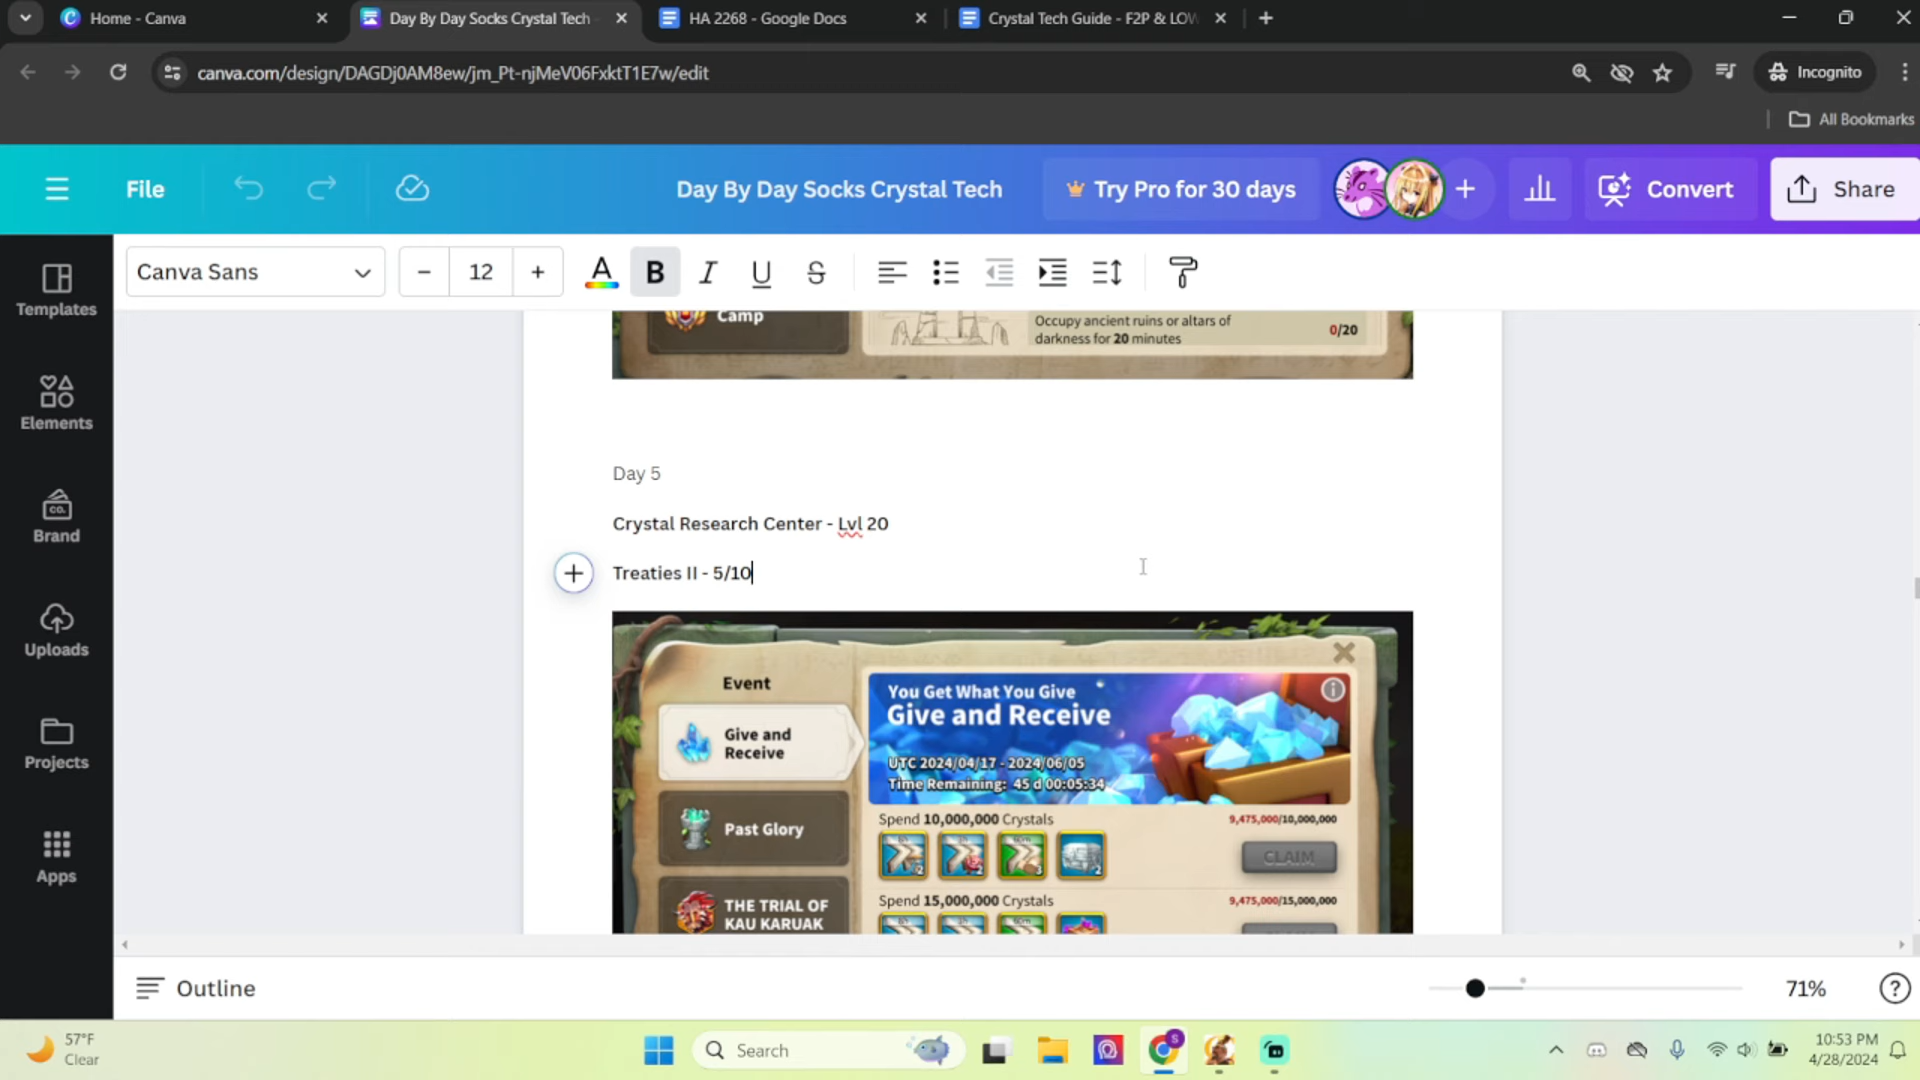 Home - Canva
Day By Day Socks Crystal Tech
HA 2268 - Google Docs
Crystal Tech Guide - F2P & LOW
canva.com/design/DAGDj0AM8ew/jm_Pt-njMeV06FxktT1E7w/edit
Incognito
All Bookmarks
File
Day By Day Socks Crystal Tech
Try Pro for 30 days
Convert
Share
Canva Sans
12
A
B
I
U
S
Templates
Elements
Brand
Uploads
Projects
Apps
Camp
Occupy ancient ruins or altars of
darkness for 20 minutes
0/20
Day 5
Crystal Research Center - Lvl 20
Treaties II - 5/10
Event
Give and
Receive
Past Glory
THE TRIAL OF
KAU KARUAK
You Get What You Give
Give and Receive
UTC 2024/04/17 - 2024/06/05
Time Remaining: 45 d 00:05:34
Spend 10,000,000 Crystals
9,475,000/10,000,000
CLAIM
Spend 15,000,000 Crystals
9,475,000/15,000,000
Outline
71%
57°F
Clear
Search
10:53 PM
4/28/2024